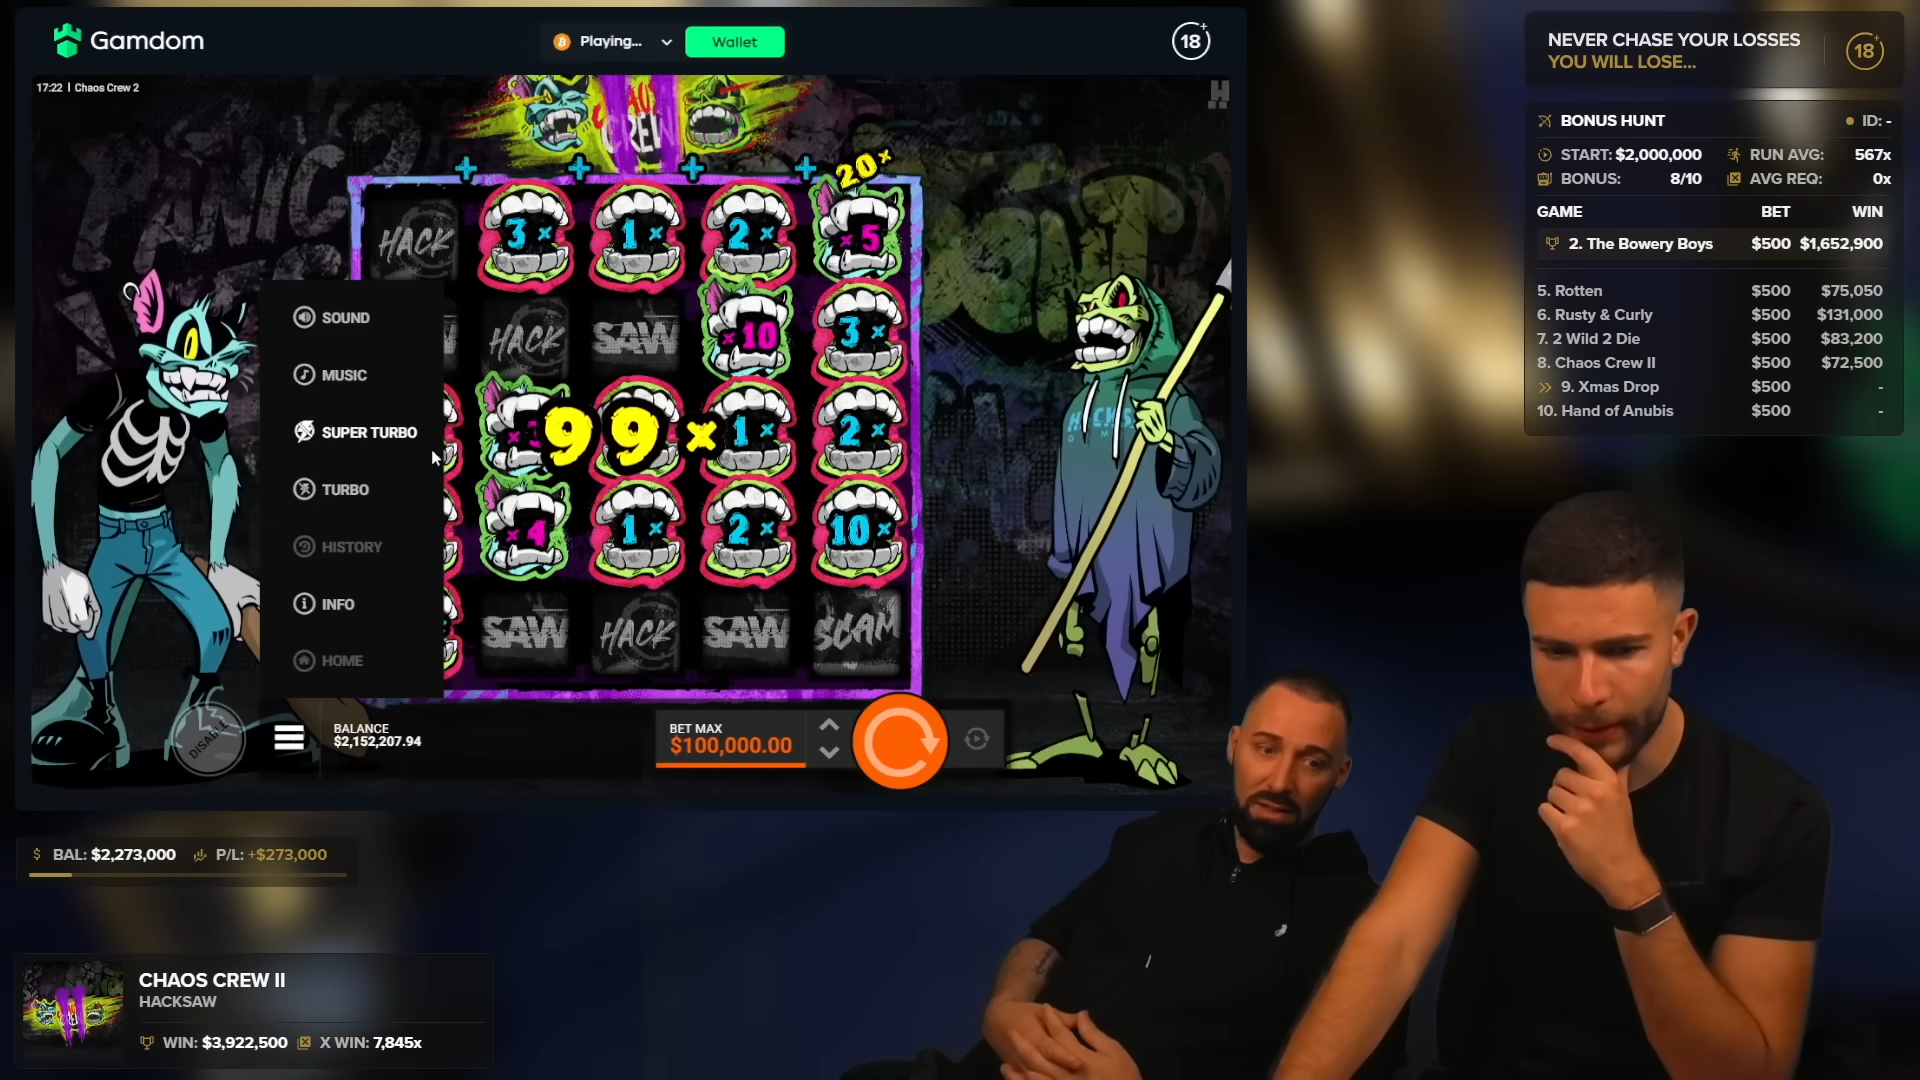 Gamdom
Playing...
Wallet
18+
17:22 | Chaos Crew 2
CREW
20x
HACK
3x
1x
2x
x5
HACK
SAW
x10
3x
99x
1x
2x
x4
1x
2x
10x
SAW
HACK
SAW
SCAM
SOUND
MUSIC
SUPER TURBO
TURBO
HISTORY
INFO
HOME
DISABLE
BALANCE
$2,152,207.94
BET MAX
$100,000.00
NEVER CHASE YOUR LOSSES
YOU WILL LOSE...
18+
BONUS HUNT
ID: -
START: $2,000,000
RUN AVG: 567x
BONUS: 8/10
AVG REQ: 0x
GAME BET WIN
2. The Bowery Boys $500 $1,652,900
5. Rotten $500 $75,050
6. Rusty & Curly $500 $131,000
7. 2 Wild 2 Die $500 $83,200
8. Chaos Crew II $500 $72,500
9. Xmas Drop $500 -
10. Hand of Anubis $500 -
BAL: $2,273,000 P/L: +$273,000
CHAOS CREW II
HACKSAW
WIN: $3,922,500 X WIN: 7,845x